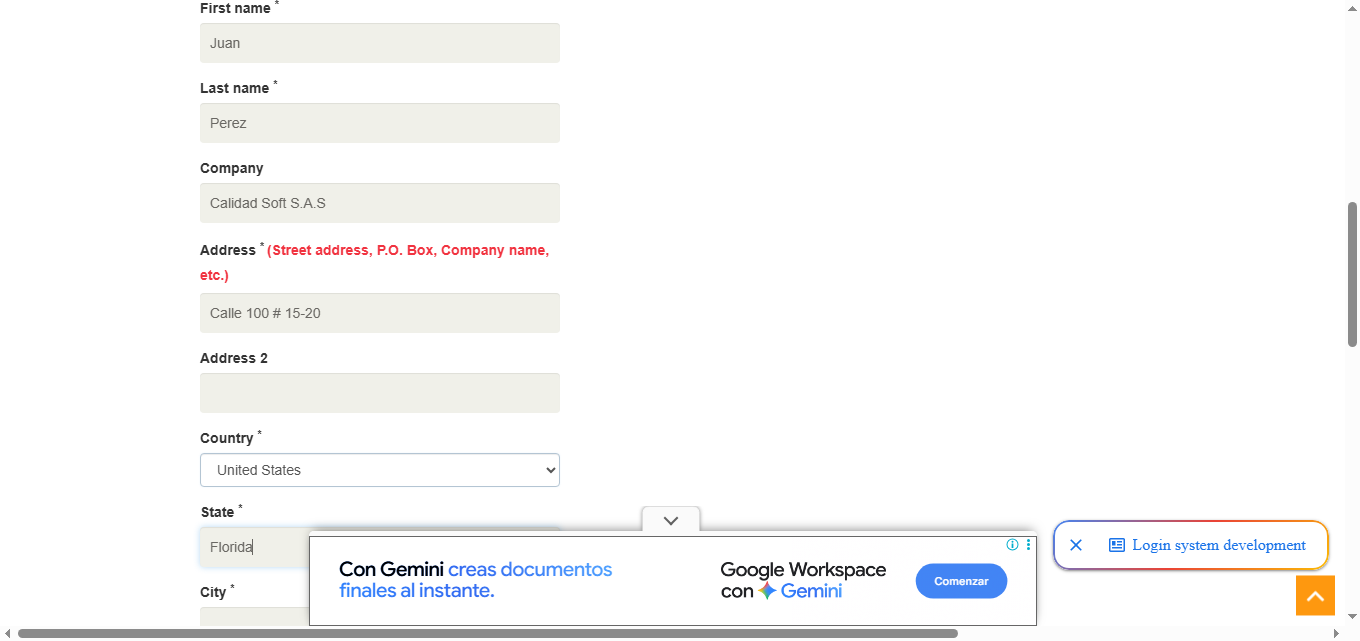 First name *
Juan
Last name *
Perez
Company
Calidad Soft S.A.S
Address * (Street address, P.O. Box, Company name,
etc.)
Calle 100 # 15-20
Address 2
Country *
United States
State *
Florida
City *
Con Gemini creas documentos
finales al instante.
Google Workspace
con Gemini
Comenzar
Login system development